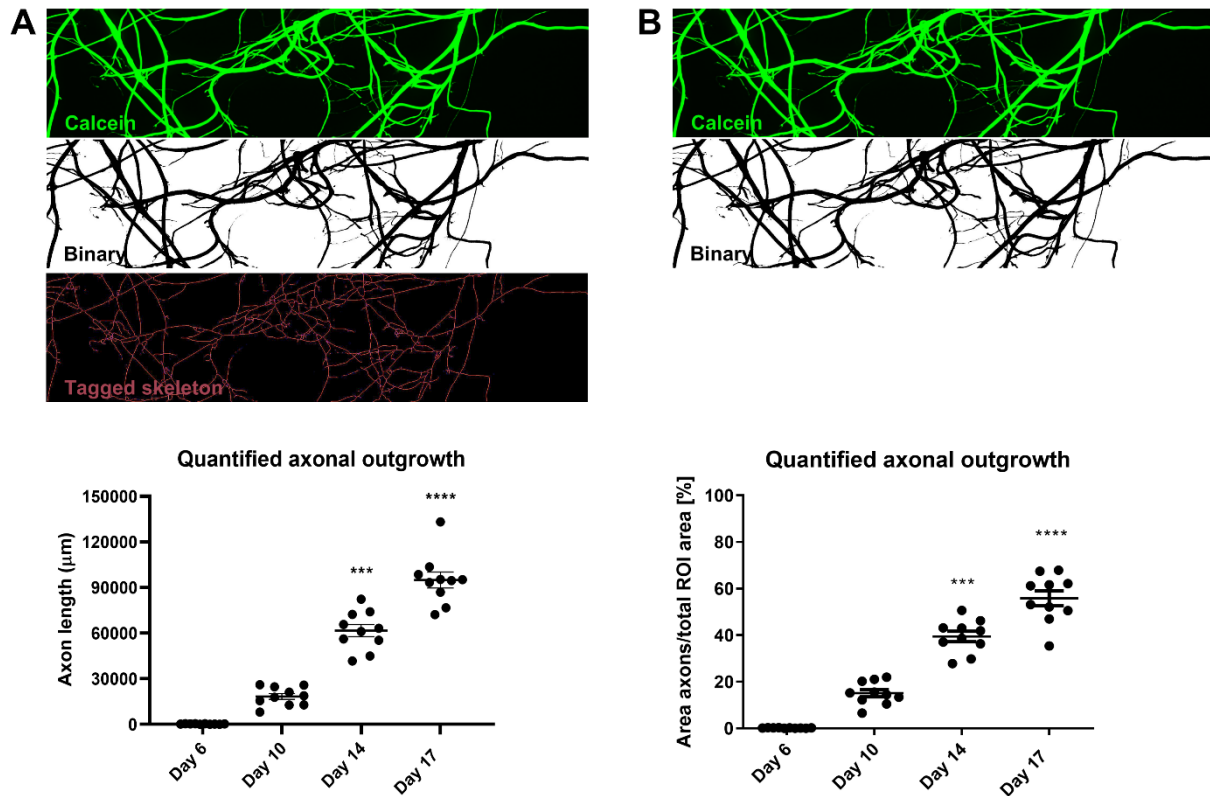 A
Calcein
Binary
Tagged skeleton
Quantified axonal outgrowth
Axon length (μm)
150000
120000
90000
60000
30000
0
***
****
Day 6
Day 10
Day 14
Day 17
B
Calcein
Binary
Quantified axonal outgrowth
Area axons/total ROI area [%]
100
80
60
40
20
0
***
****
Day 6
Day 10
Day 14
Day 17